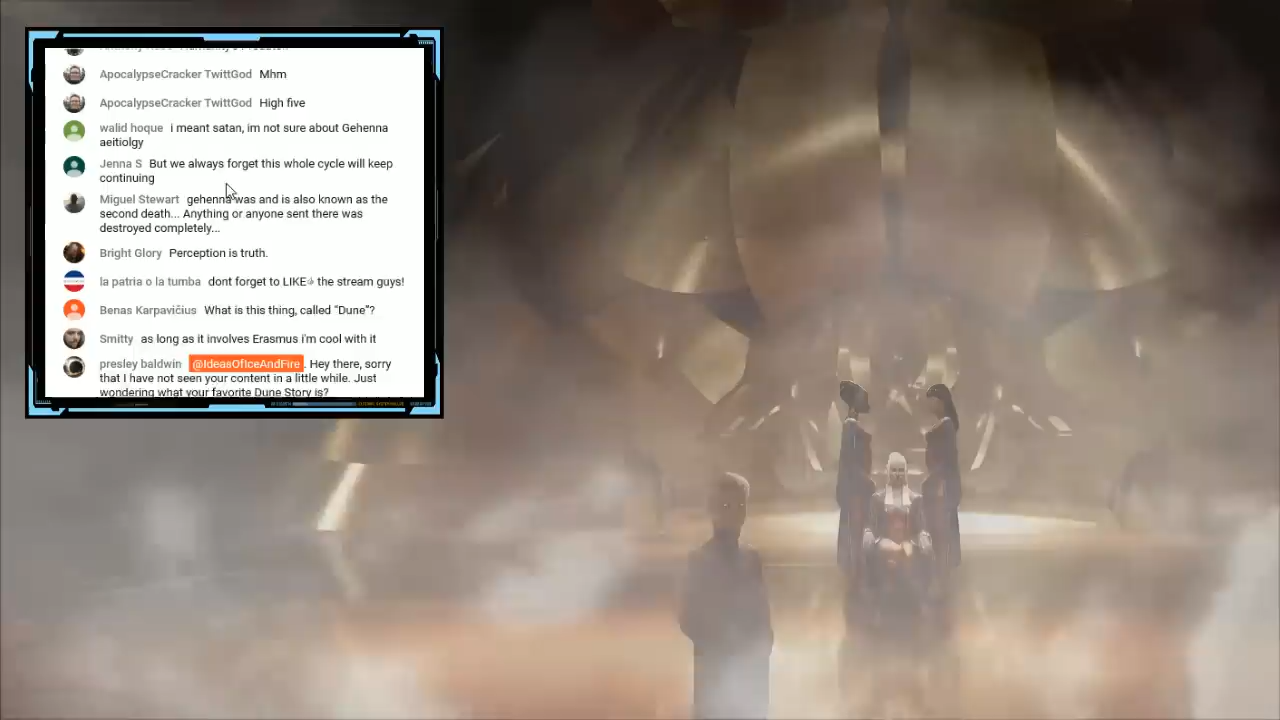 ApocalypseCracker TwittGod Mhm
ApocalypseCracker TwittGod High five
walid hoque i meant satan, im not sure about Gehenna
aeitiolgy
Jenna S But we always forget this whole cycle will keep
continuing
Miguel Stewart gehenna was and is also known as the
second death... Anything or anyone sent there was
destroyed completely...
Bright Glory Perception is truth.
la patria o la tumba dont forget to LIKE the stream guys!
Benas Karpavičius What is this thing, called "Dune"?
Smitty as long as it involves Erasmus i'm cool with it
presley baldwin @IdeasOfIceAndFire. Hey there, sorry
that I have not seen your content in a little while. Just
wondering what your favorite Dune Story is?